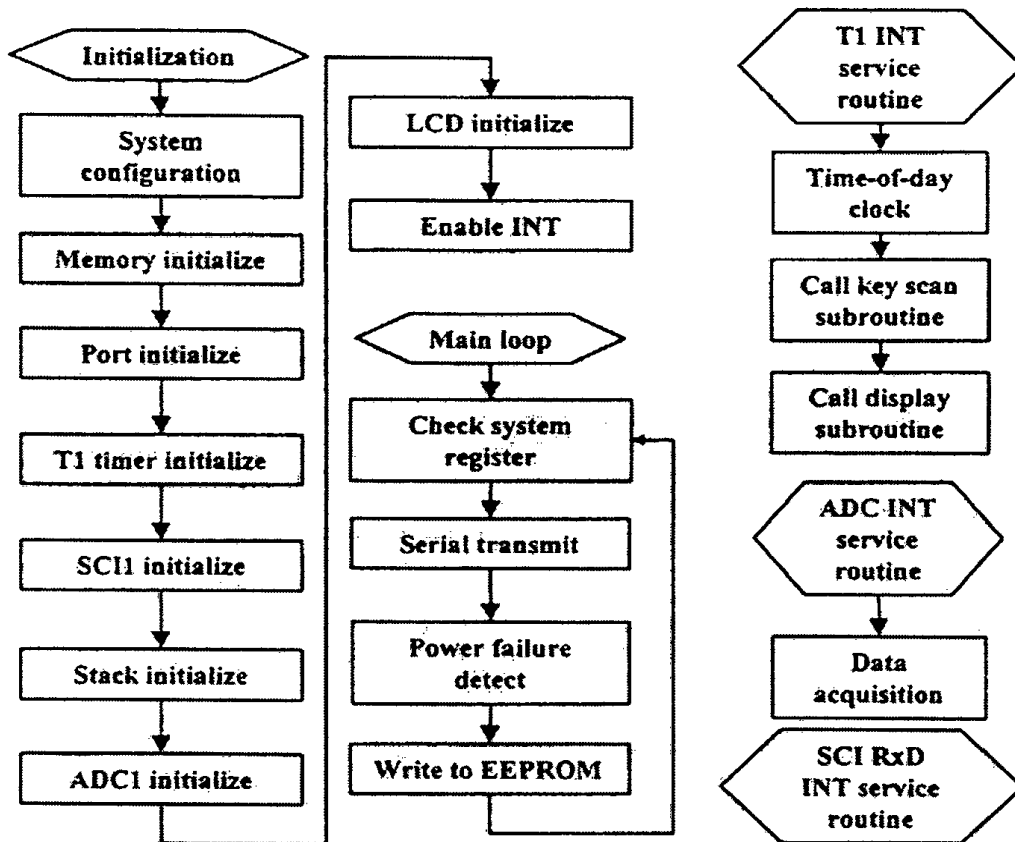 Initialization
System
configuration
Memory initialize
Port initialize
T1 timer initialize
SCI1 initialize
Stack initialize
ADC1 initialize
LCD initialize
Enable INT
Main loop
Check system
register
Serial transmit
Power failure
detect
Write to EEPROM
T1 INT
service
routine
Time-of-day
clock
Call key scan
subroutine
Call display
subroutine
ADC INT
service
routine
Data
acquisition
SCI RxD
INT service
routine